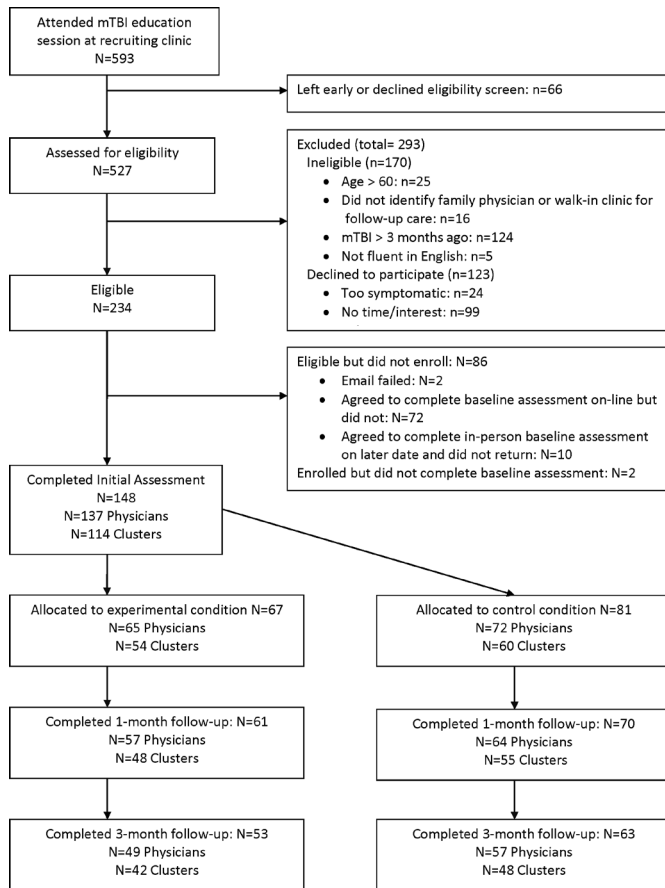 Attended mTBI education
session at recruiting clinic
N=593
Left early or declined eligibility screen: n=66
Assessed for eligibility
N=527
Excluded (total= 293)
Ineligible (n=170)
• Age > 60: n=25
• Did not identify family physician or walk-in clinic for
follow-up care: n=16
• mTBI > 3 months ago: n=124
• Not fluent in English: n=5
Declined to participate (n=123)
• Too symptomatic: n=24
• No time/interest: n=99
Eligible
N=234
Eligible but did not enroll: N=86
• Email failed: N=2
• Agreed to complete baseline assessment on-line but
did not: N=72
• Agreed to complete in-person baseline assessment
on later date and did not return: N=10
Enrolled but did not complete baseline assessment: N=2
Completed Initial Assessment
N=148
N=137 Physicians
N=114 Clusters
Allocated to experimental condition N=67
N=65 Physicians
N=54 Clusters
Allocated to control condition N=81
N=72 Physicians
N=60 Clusters
Completed 1-month follow-up: N=61
N=57 Physicians
N=48 Clusters
Completed 1-month follow-up: N=70
N=64 Physicians
N=55 Clusters
Completed 3-month follow-up: N=53
N=49 Physicians
N=42 Clusters
Completed 3-month follow-up: N=63
N=57 Physicians
N=48 Clusters